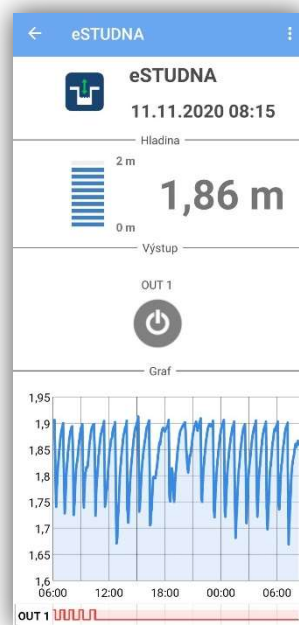 eSTUDNA
eSTUDNA
11.11.2020 08:15
Hladina
2 m
1,86 m
0 m
Výstup
OUT 1
Graf
1,95
1,9
1,85
1,8
1,75
1,7
1,65
1,6
06:00 12:00 18:00 00:00 06:00
OUT 1